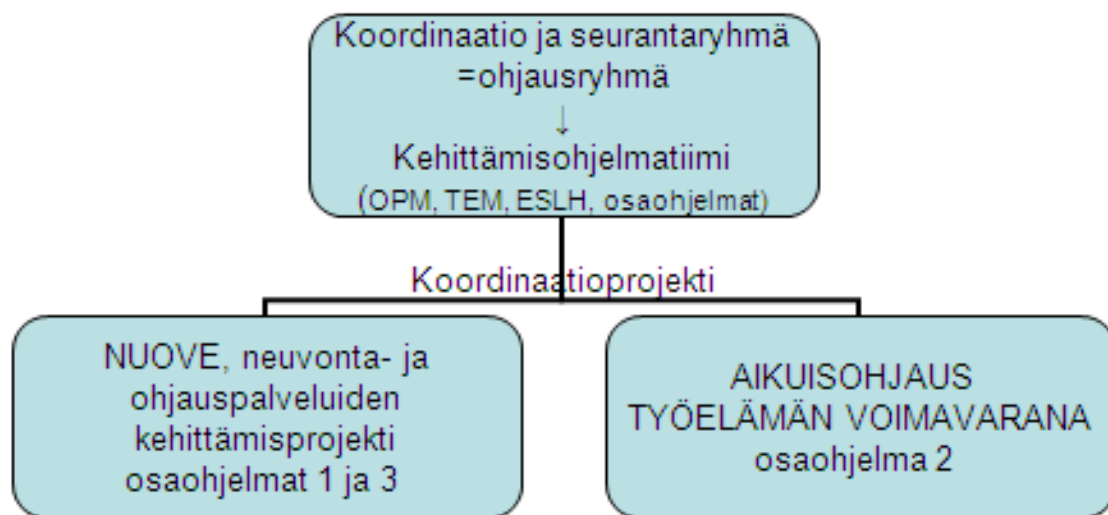 Koordinaatio ja seurantaryhmä
=ohjausryhmä
↓
Kehittämisohjelmatiimi
(OPM, TEM, ESLH, osaohjelmat)
Koordinaatioprojekti
NUOVE, neuvonta- ja
ohjauspalveluiden
kehittämisprojekti
osaohjelmat 1 ja 3
AIKUISOHJAUS
TYÖELÄMÄN VOIMAVARANA
osaohjelma 2